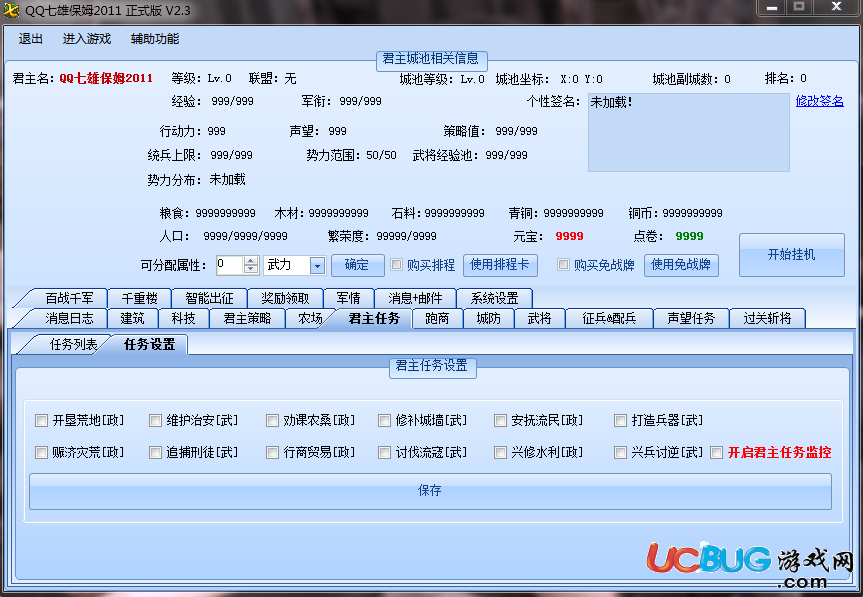 QQ七雄保姆2011 正式版 V2.3
退出 进入游戏 辅助功能
君主城池相关信息
君主名: QQ七雄保姆2011 等级: Lv.0 联盟: 无 城池等级: Lv.0 城池坐标: X:0 Y:0 城池副城数: 0 排名: 0
经验: 999/999 军衔: 999/999 个性签名: 未加载! 修改签名
行动力: 999 声望: 999 策略值: 999/999
统兵上限: 999/999 势力范围: 50/50 武将经验池: 999/999
势力分布: 未加载
粮食: 9999999999 木材: 9999999999 石料: 9999999999 青铜: 9999999999 铜币: 9999999999
人口: 9999/9999/9999 繁荣度: 99999/9999 元宝: 9999 点卷: 9999
可分配属性: 0 武力 确定 购买排程 使用排程卡 购买免战牌 使用免战牌 开始挂机
百战千军 千重楼 智能出征 奖励领取 军情 消息+邮件 系统设置
消息日志 建筑 科技 君主策略 农场 君主任务 跑商 城防 武将 征兵&配兵 声望任务 过关斩将
任务列表 任务设置
君主任务设置
开垦荒地[政] 维护治安[武] 劝课农桑[政] 修补城墙[武] 安抚流民[政] 打造兵器[武]
赈济灾荒[政] 追捕刑徒[武] 行商贸易[政] 讨伐流寇[武] 兴修水利[政] 兴兵讨逆[武] 开启君主任务监控
保存
UCBUG游戏网
.com